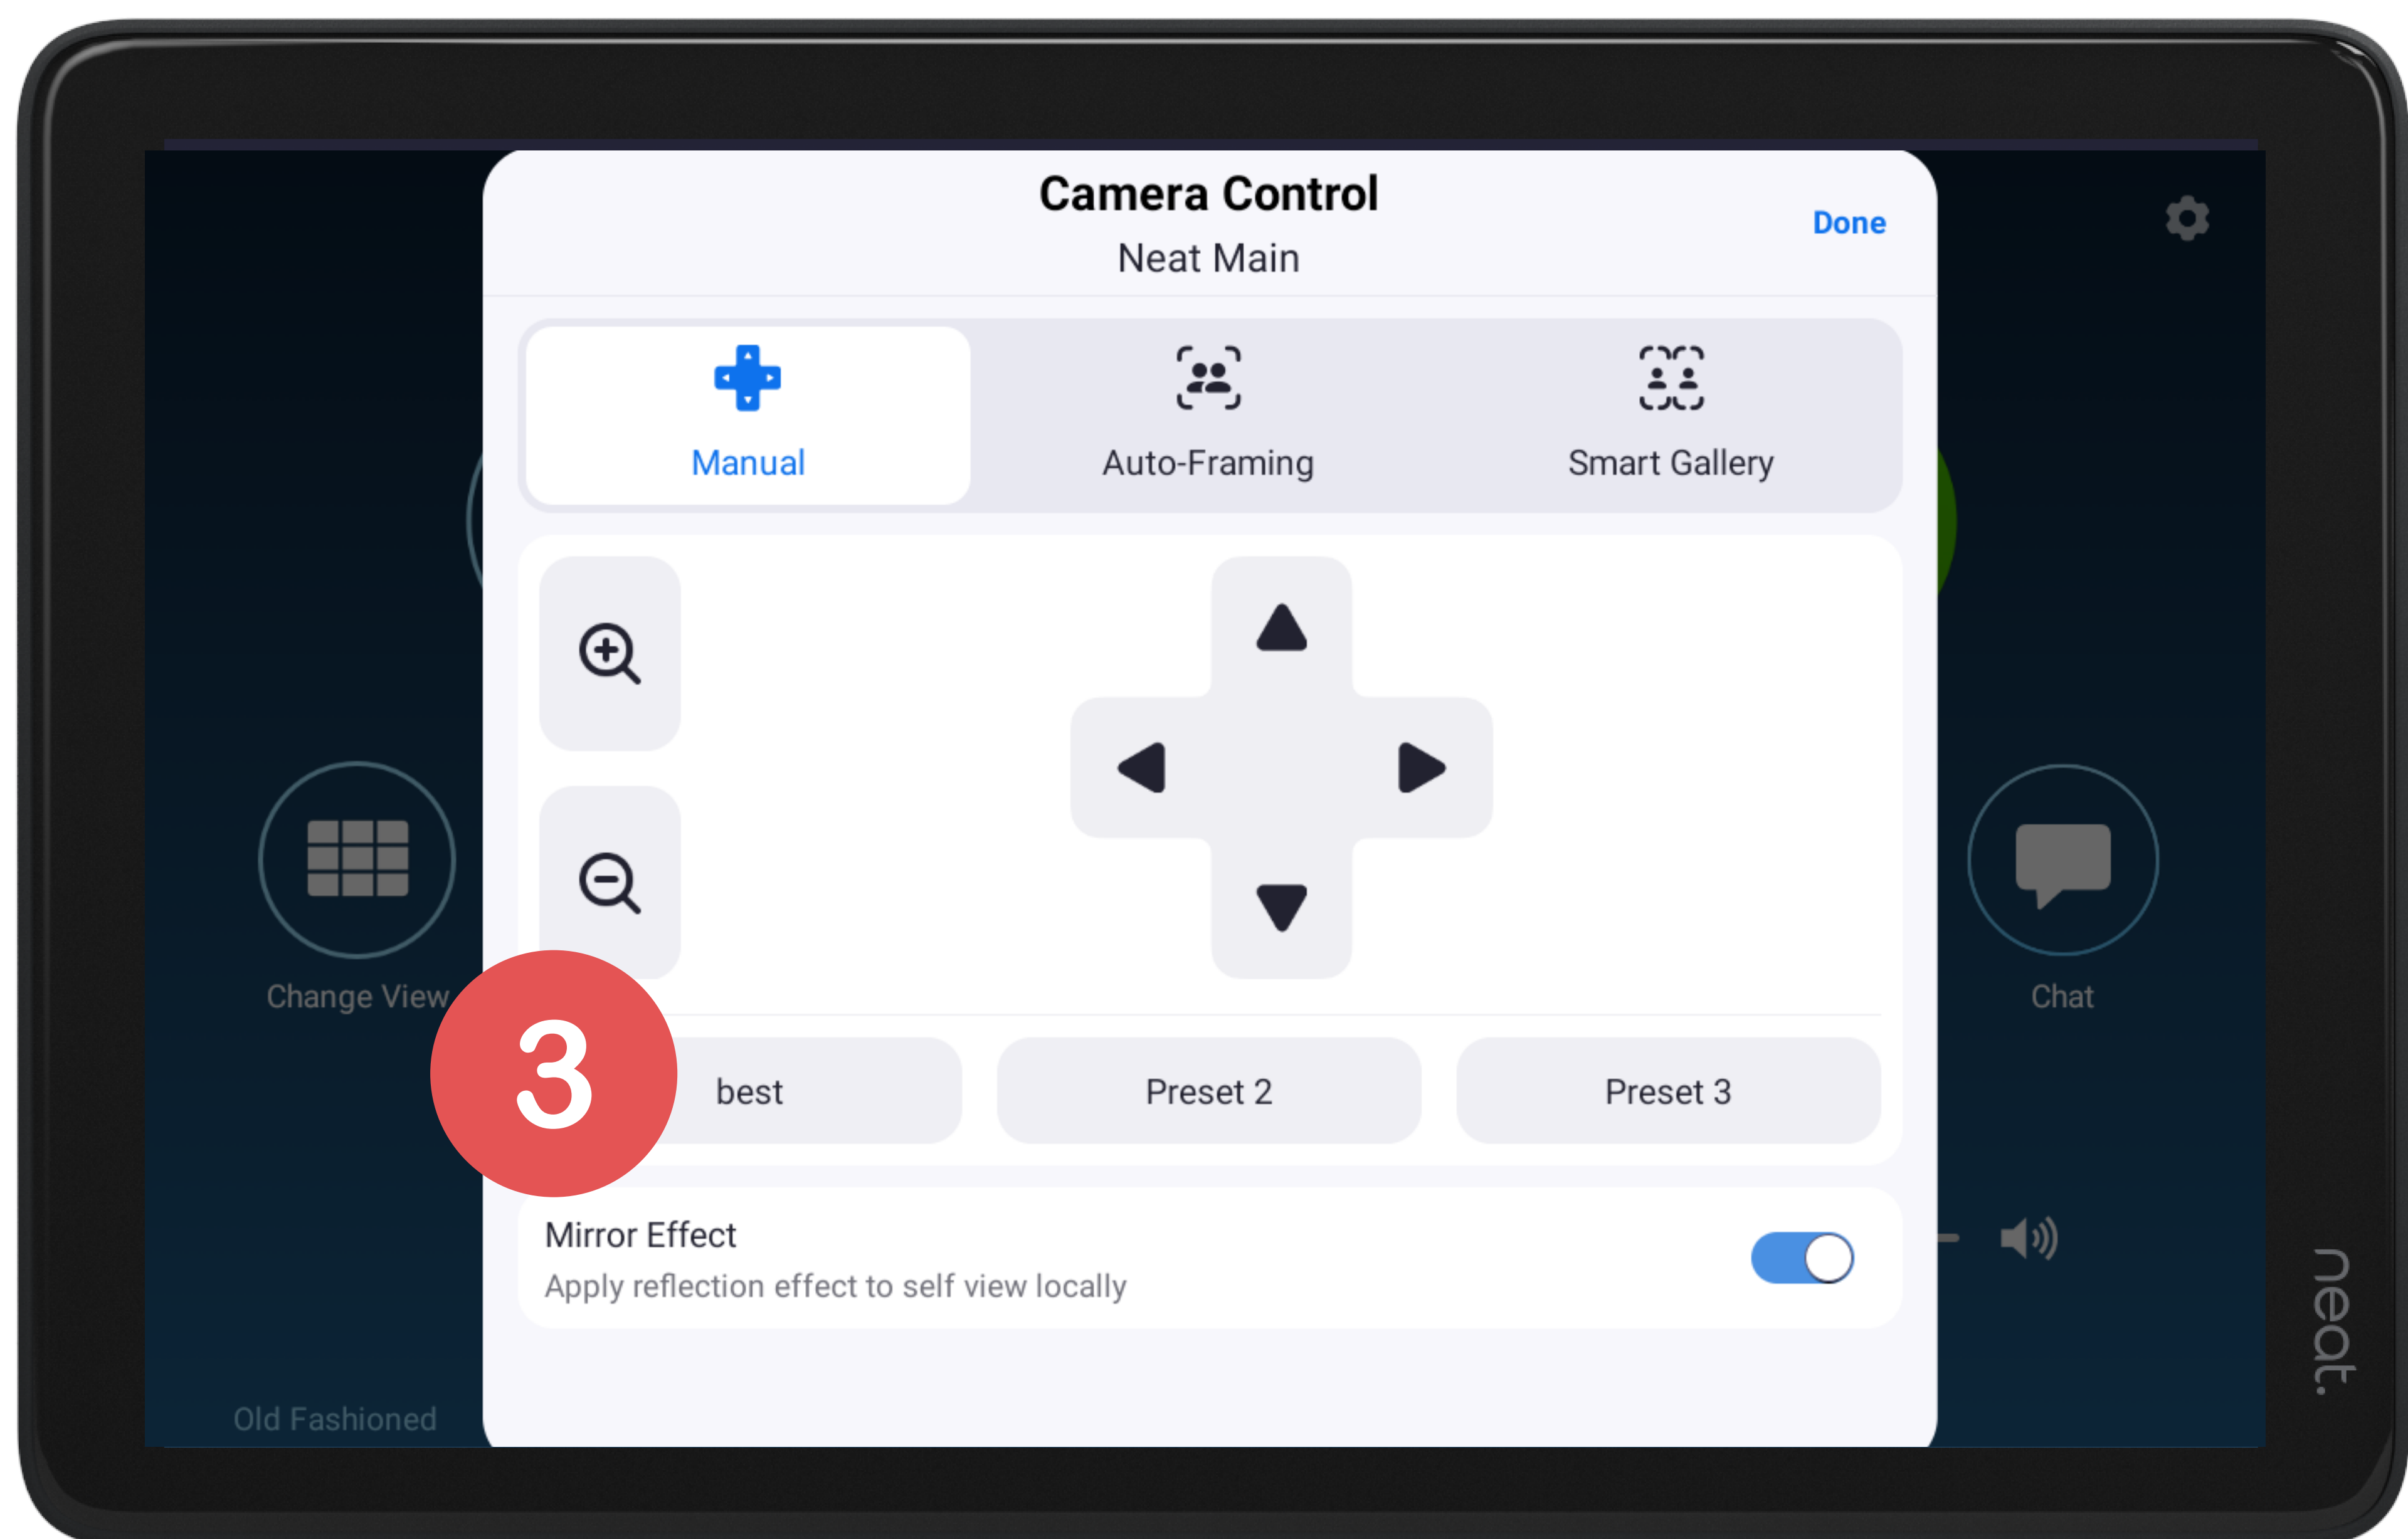 Camera Control
Neat Main
Done
Manual
Auto-Framing
Smart Gallery
Change View
Chat
3
best
Preset 2
Preset 3
Mirror Effect
Apply reflection effect to self view locally
Old Fashioned
neat.